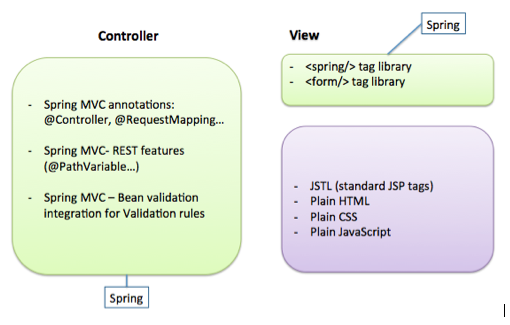 Controller
- Spring MVC annotations:
@Controller, @RequestMapping...
- Spring MVC- REST features
(@PathVariable...)
- Spring MVC – Bean validation
integration for Validation rules
Spring
View
Spring
- <spring/> tag library
- <form/> tag library
- JSTL (standard JSP tags)
- Plain HTML
- Plain CSS
- Plain JavaScript